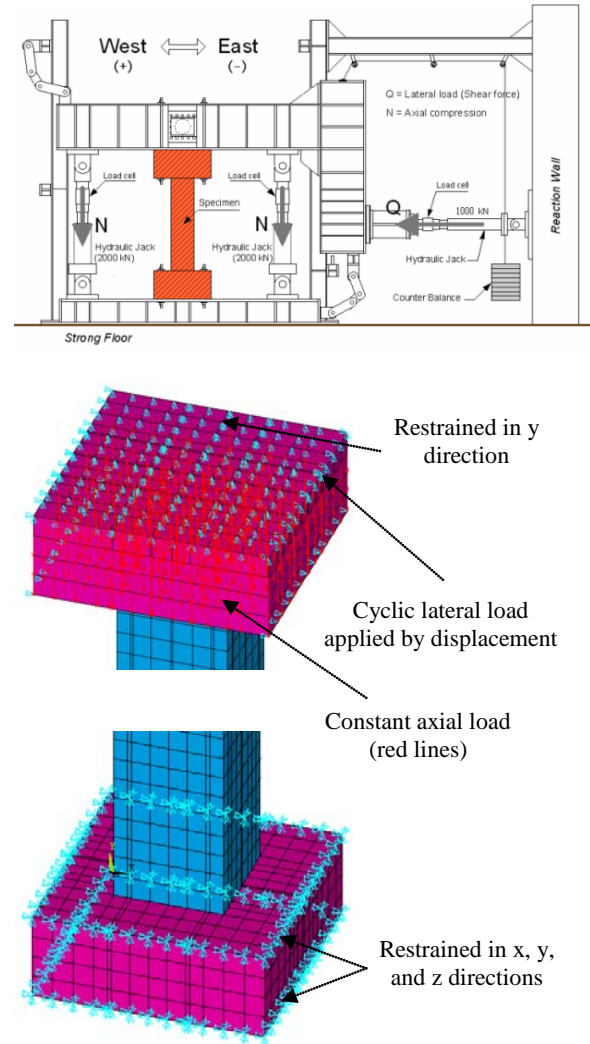 West East
(+) (-)
Q = Lateral load (Shear force)
N = Axial compression
Load cell
Load cell
Specimen
N
N
Hydraulic Jack
(2000 kN)
Hydraulic Jack
(2000 kN)
Q
Load cell
1000 kN
Hydraulic Jack
Counter Balance
Reaction Wall
Strong Floor
Restrained in y
direction
Cyclic lateral load
applied by displacement
Constant axial load
(red lines)
Restrained in x, y,
and z directions